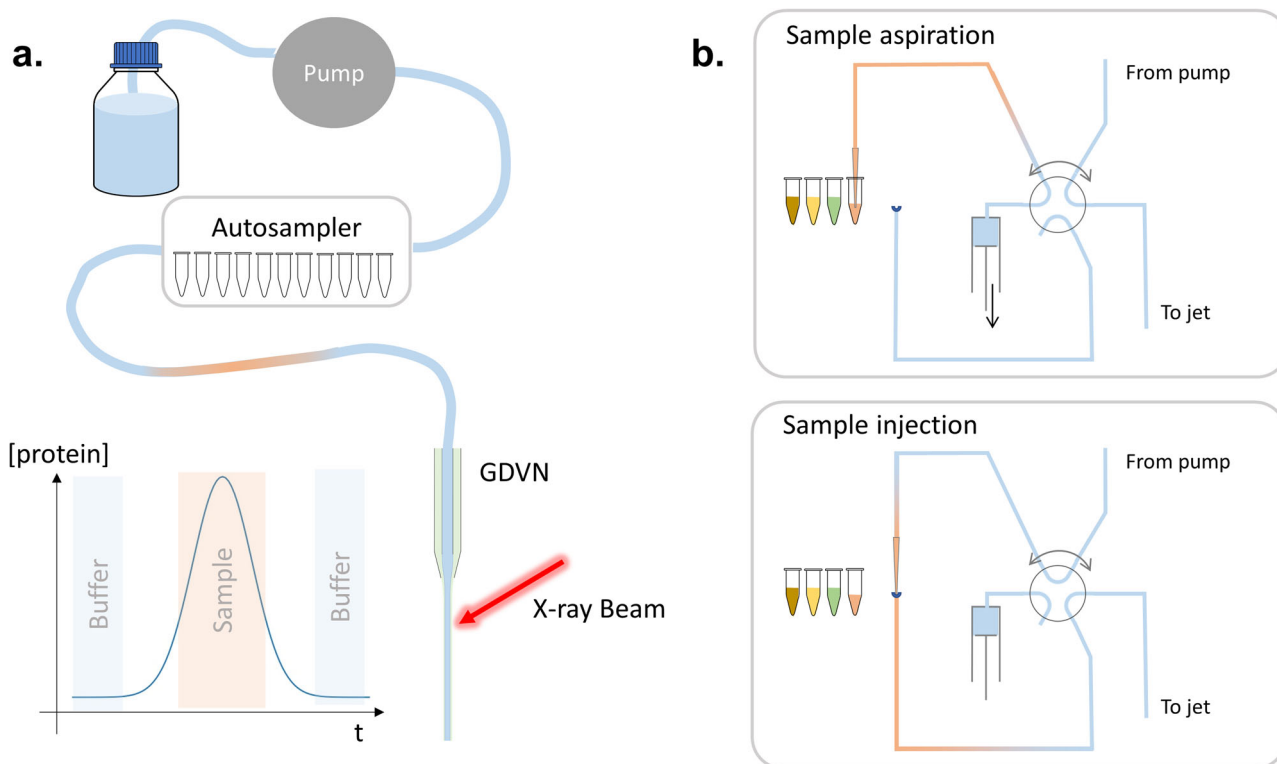 a.
Pump
Autosampler
[protein]
Buffer
Sample
Buffer
t
GDVN
X-ray Beam
b.
Sample aspiration
From pump
To jet
Sample injection
From pump
To jet